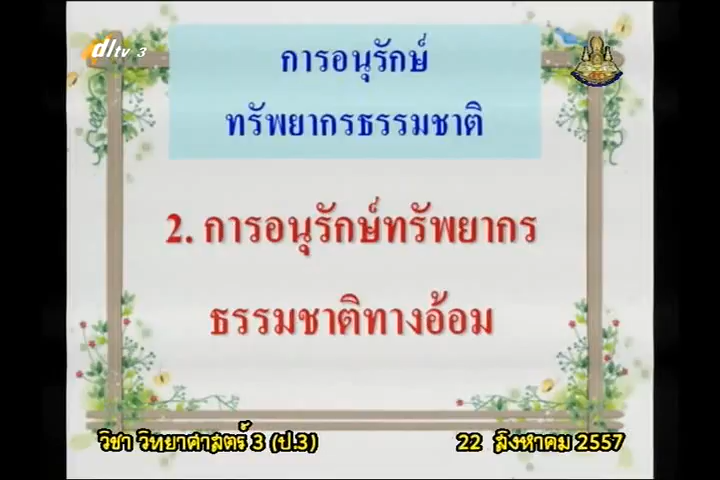 dltv 3
การอนุรักษ์
ทรัพยากรธรรมชาติ
2. การอนุรักษ์ทรัพยากร
ธรรมชาติทางอ้อม
วิชา วิทยาศาสตร์ 3 (ป.3)
22 สิงหาคม 2557